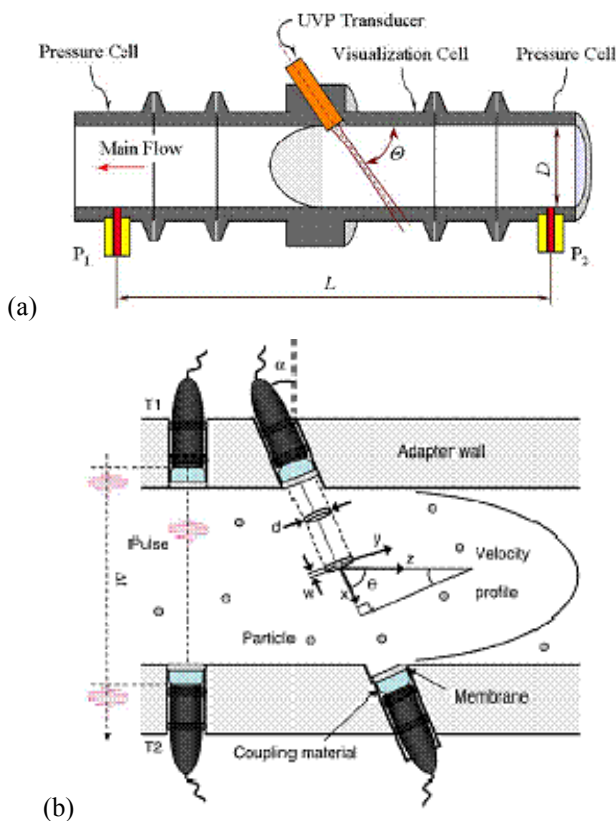 UVP Transducer
Pressure Cell
Visualization Cell
Pressure Cell
Main Flow
Θ
D
P1
P2
L
(a)
α
T1
Adapter wall
Pulse
d
y
Velocity
z
w
x
θ
profile
Particle
Membrane
T2
Coupling material
(b)